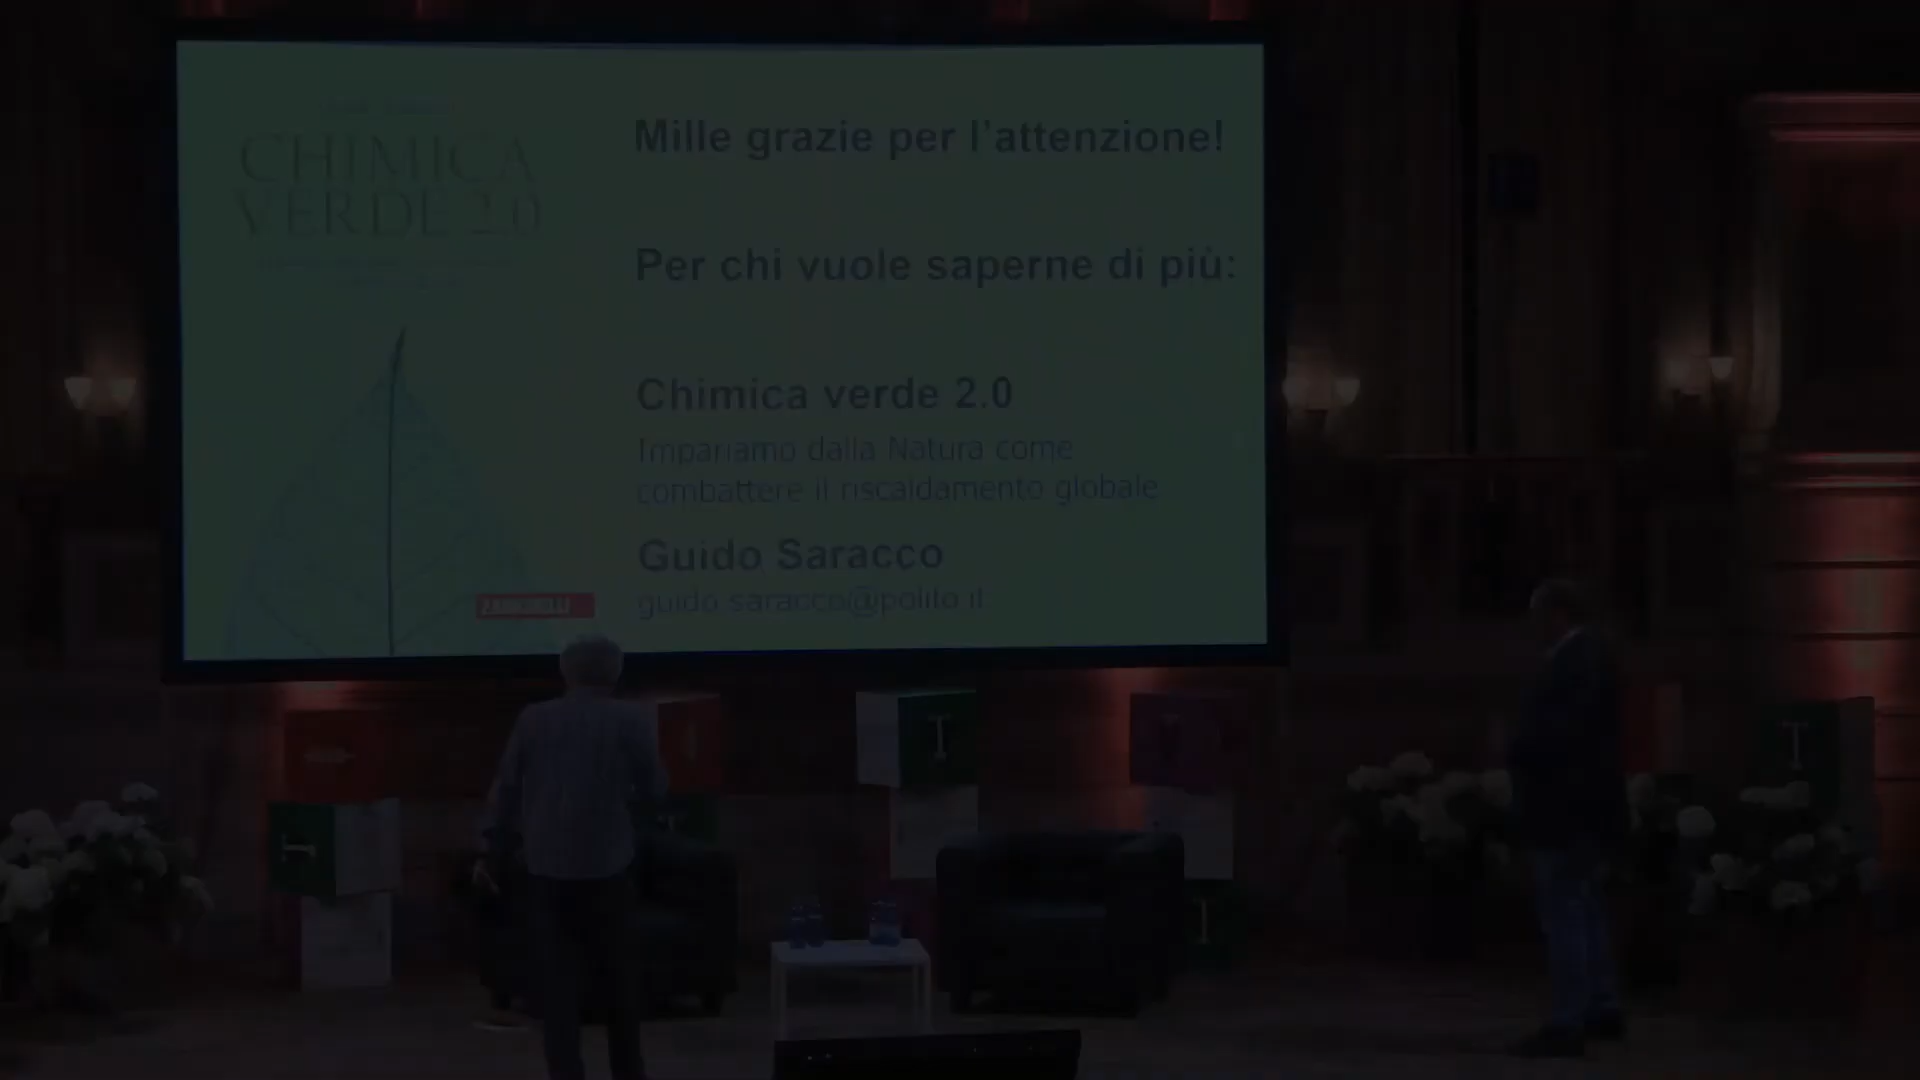 CHIMICA
VERDE 2.0
Mille grazie per l'attenzione!
Per chi vuole saperne di più:
Chimica verde 2.0
Impariamo dalla Natura come
combattere il riscaldamento globale
Guido Saracco
guido.saracco@polito.it
ZANICHELLI